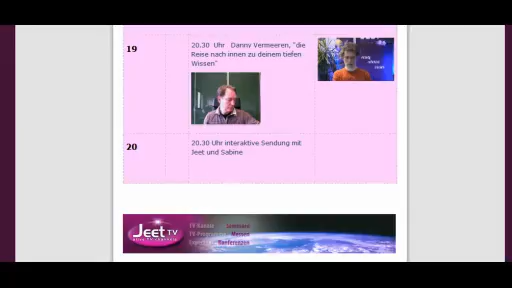 19
20.30 Uhr Danny Vermeeren, "die
Reise nach innen zu deinem tiefen
Wissen"
20
20.30 Uhr interaktive Sendung mit
Jeet und Sabine
Jeet TV
TV Kanäle
Seminare
Messen
Konferenzen